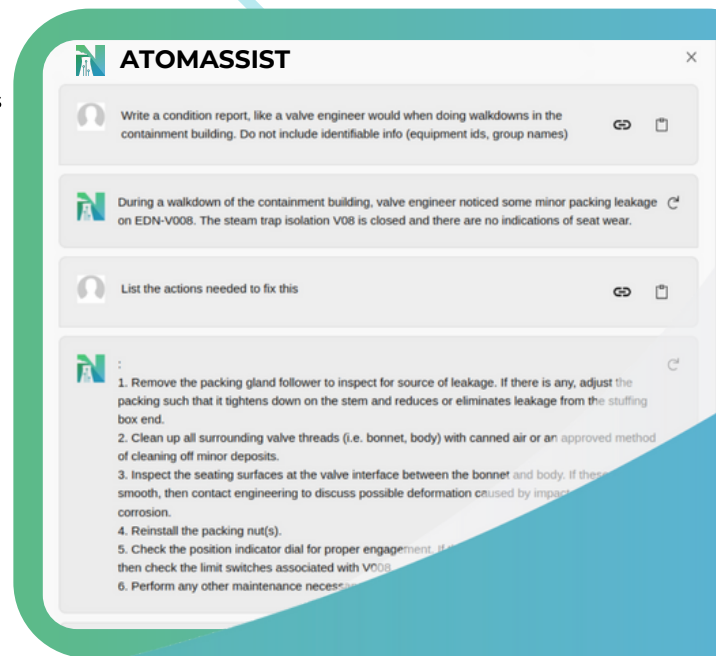 ATOMASSIST
Write a condition report, like a valve engineer would when doing walkdowns in the
containment building. Do not include identifiable info (equipment ids, group names)
During a walkdown of the containment building, valve engineer noticed some minor packing leakage
on EDN-V008. The steam trap isolation V08 is closed and there are no indications of seat wear.
List the actions needed to fix this
:
1. Remove the packing gland follower to inspect for source of leakage. If there is any, adjust the
packing such that it tightens down on the stem and reduces or eliminates leakage from the stuffing
box end.
2. Clean up all surrounding valve threads (i.e. bonnet, body) with canned air or an approved method
of cleaning off minor deposits.
3. Inspect the seating surfaces at the valve interface between the bonnet and body. If these
smooth, then contact engineering to discuss possible deformation caused by impact
corrosion.
4. Reinstall the packing nut(s).
5. Check the position indicator dial for proper engagement.
then check the limit switches associated with V008
6. Perform any other maintenance